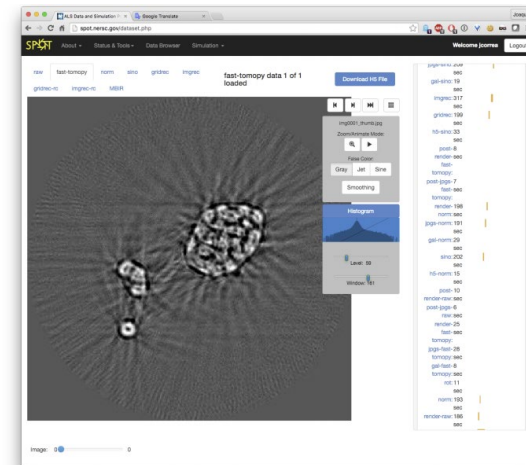 ALS Data and Simulation
Google Translate
Joaqu
spot.nersc.gov/dataset.php
SPOT
About
Status & Tools
Data Browser
Simulation
Welcome jcorrea
Logout
raw
fast-tomopy
norm
sino
gridrec
imgrec
gridrec-rc
imgrec-rc
MBIR
fast-tomopy data 1 of 1
loaded
Download H5 File
img0001_thumb.jpg
Zoom/Animate Mode:
False Color:
Gray
Jet
Sine
Smoothing
Histogram
Level: 89
Window: 161
Image: 0
0
sec
gal-sino: 19
sec
imgrec: 317
sec
gridrec: 199
sec
h5-sino: 33
sec
post- 8
render- sec
fast-
tomopy:
post-jpgs- 7
fast- sec
tomopy:
render- 198
norm: sec
jpgs-norm: 191
sec
gal-norm: 29
sec
sino: 202
sec
h5-norm: 15
sec
post- 10
render-raw: sec
post-jpgs- 6
raw: sec
render- 25
fast- sec
tomopy:
jpgs-fast- 26
tomopy: sec
gal-fast- 8
tomopy: sec
rot: 11
sec
norm: 193
sec
render-raw: 186
sec